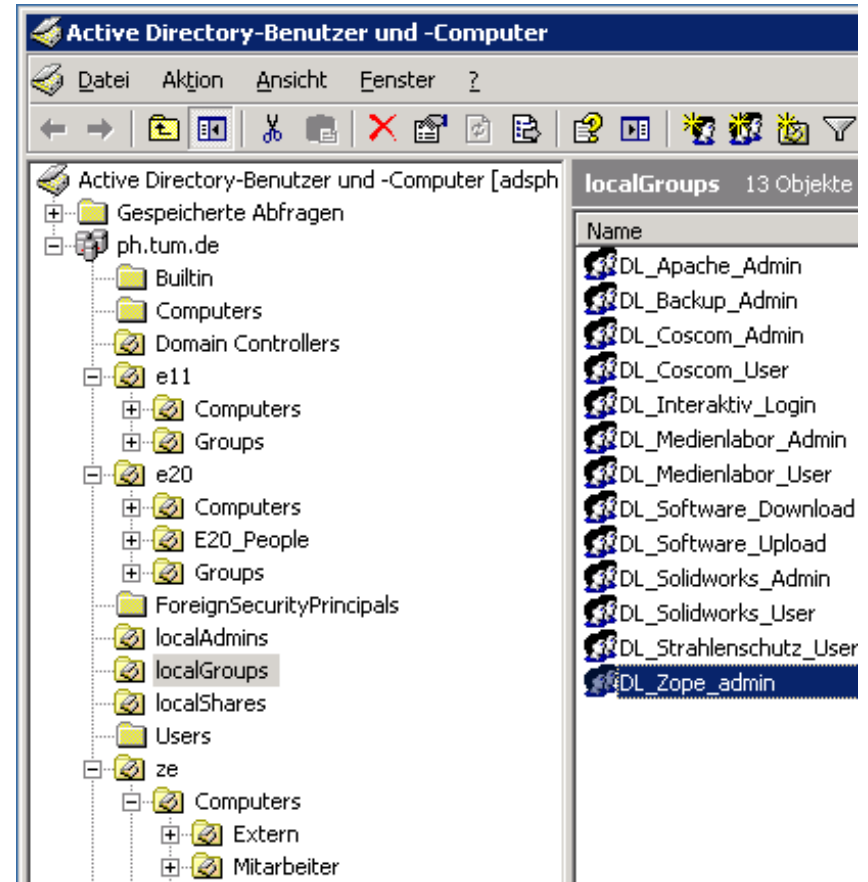 Active Directory-Benutzer und -Computer
Datei Aktion Ansicht Fenster ?
Active Directory-Benutzer und -Computer [adsph
Gespeicherte Abfragen
ph.tum.de
Builtin
Computers
Domain Controllers
e11
Computers
Groups
e20
Computers
E20_People
Groups
ForeignSecurityPrincipals
localAdmins
localGroups
localShares
Users
ze
Computers
Extern
Mitarbeiter
localGroups 13 Objekte
Name
DL_Apache_Admin
DL_Backup_Admin
DL_Coscom_Admin
DL_Coscom_User
DL_Interaktiv_Login
DL_Medienlabor_Admin
DL_Medienlabor_User
DL_Software_Download
DL_Software_Upload
DL_Solidworks_Admin
DL_Solidworks_User
DL_Strahlenschutz_User
DL_Zope_admin